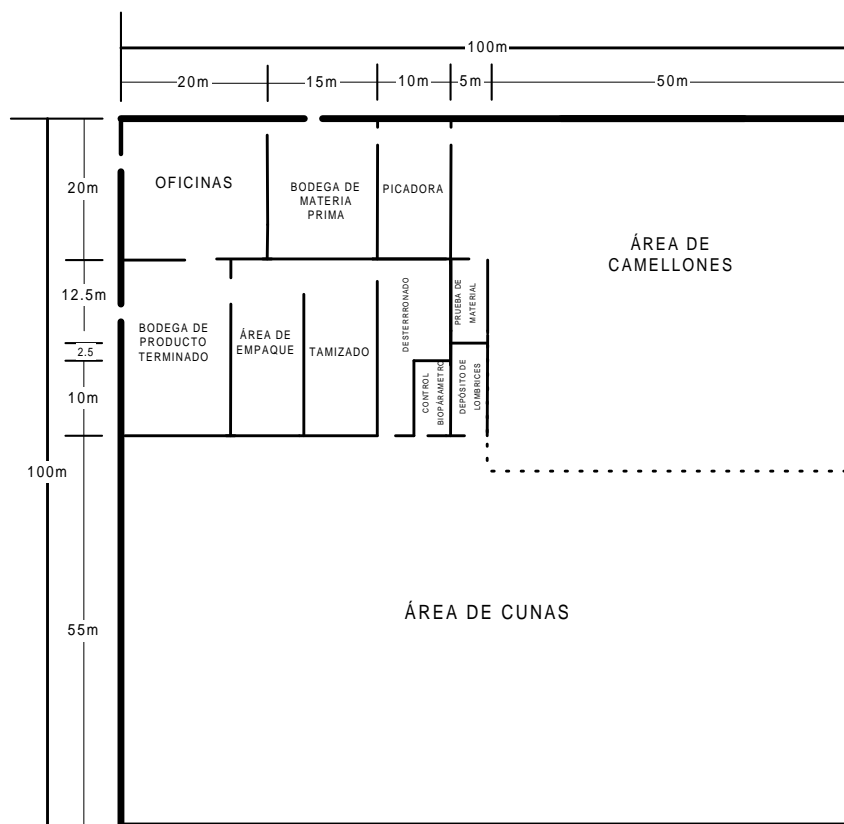 100m
20m
15m
10m
5m
50m
20m
OFICINAS
BODEGA DE
MATERIA
PRIMA
PICADORA
ÁREA DE
CAMELLONES
12.5m
2.5
10m
BODEGA DE
PRODUCTO
TERMINADO
ÁREA DE
EMPAQUE
TAMIZADO
DESTERRRONADO
PRUEBA DE
MATERIAL
CONTROL
BIOPÁRAMETRO
DEPÓSITO DE
LOMBRICES
100m
55m
ÁREA DE CUNAS